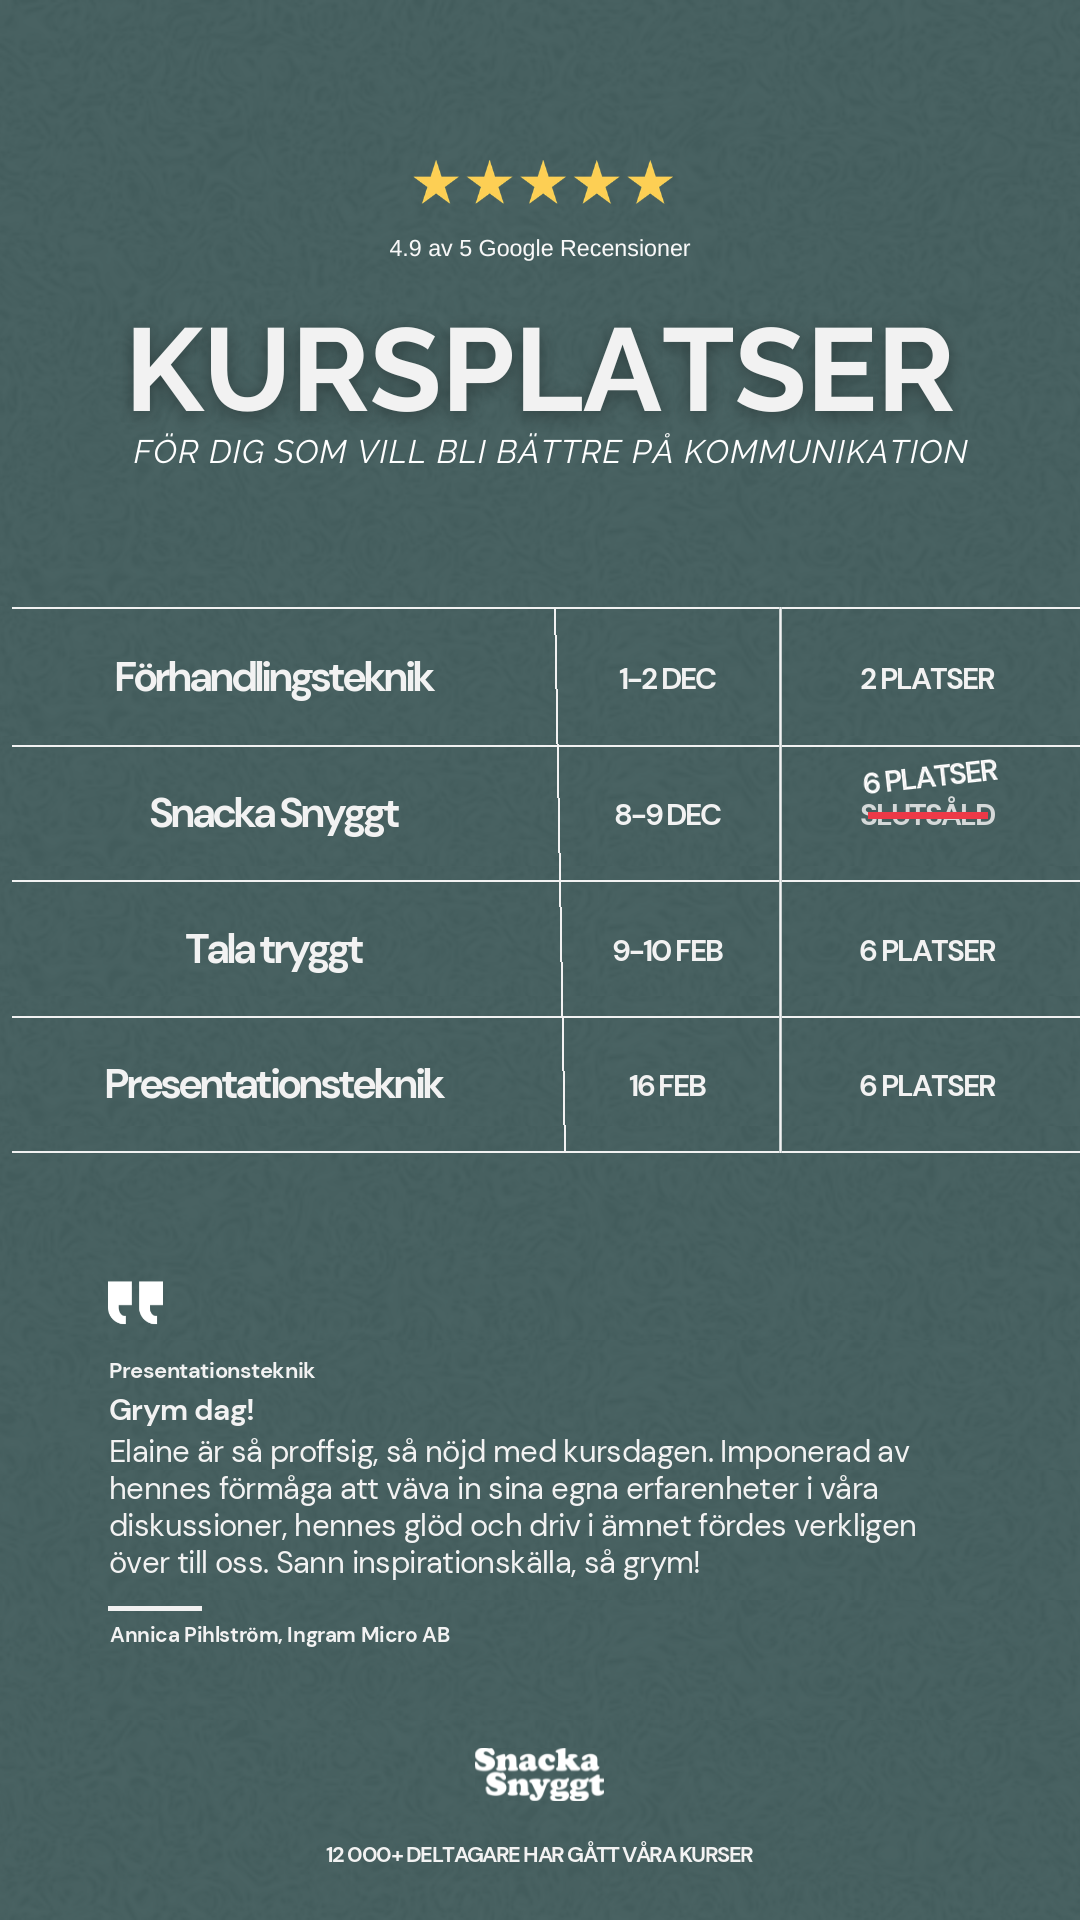 4.9 av 5 Google Recensioner
KURSPLATSER
FÖR DIG SOM VILL BLI BÄTTRE PÅ KOMMUNIKATION
Förhandlingsteknik 1-2 DEC 2 PLATSER
6 PLATSER
Snacka Snyggt 8-9 DEC SLUTSÅLD
Tala tryggt 9-10 FEB 6 PLATSER
Presentationsteknik 16 FEB 6 PLATSER
Presentationsteknik
Grym dag!
Elaine är så proffsig, så nöjd med kursdagen. Imponerad av
hennes förmåga att väva in sina egna erfarenheter i våra
diskussioner, hennes glöd och driv i ämnet fördes verkligen
över till oss. Sann inspirationskälla, så grym!
Annica Pihlström, Ingram Micro AB
Snacka
Snyggt
12 000+ DELTAGARE HAR GÅTT VÅRA KURSER